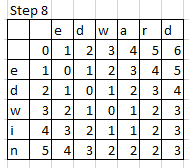 Step 8
e d w a r d
0 1 2 3 4 5 6
e 1 0 1 2 3 4 5
d 2 1 0 1 2 3 4
w 3 2 1 0 1 2 3
i 4 3 2 1 1 2 3
n 5 4 3 2 2 2 3